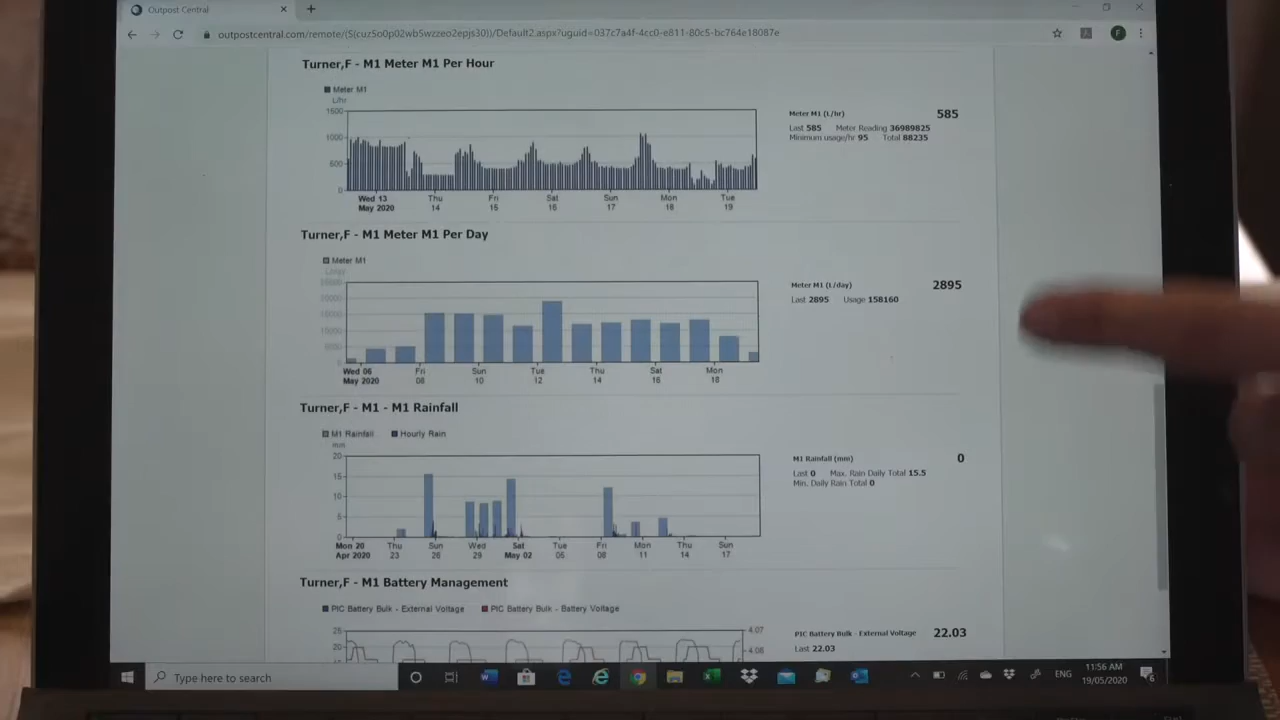 Outpost Central
outpostcentral.com/remote/(S(cuz5o0p02wb5wzzeo2epjs30))/Default2.aspx?uguid=037c7a4f-4cc0-e811-80c5-bc764e18087e
F
Turner,F - M1 Meter M1 Per Hour
Meter M1
L/hr
1500
1000
500
0
Wed 13 Thu Fri Sat Sun Mon Tue
May 2020 14 15 16 17 18 19
Meter M1 (L/hr) 585
Last 585 Meter Reading 36989825
Minimum usage/hr 95 Total 88235
Turner,F - M1 Meter M1 Per Day
Meter M1
Wed 06 Fri Sun Tue Thu Sat Mon
May 2020 08 10 12 14 16 18
Meter M1 (L/day) 2895
Last 2895 Usage 158160
Turner,F - M1 - M1 Rainfall
M1 Rainfall Hourly Rain
mm
20
15
10
5
0
Mon 20 Thu Sun Wed Sat Tue Fri Mon Thu Sun
Apr 2020 23 26 29 May 02 05 08 11 14 17
M1 Rainfall (mm) 0
Last 0 Max. Rain Daily Total 15.5
Min. Daily Rain Total 0
Turner,F - M1 Battery Management
PIC Battery Bulk - External Voltage PIC Battery Bulk - Battery Voltage
25
20
4.07
4.06
PIC Battery Bulk - External Voltage 22.03
Last 22.03
Type here to search
ENG
11:56 AM
19/05/2020
6